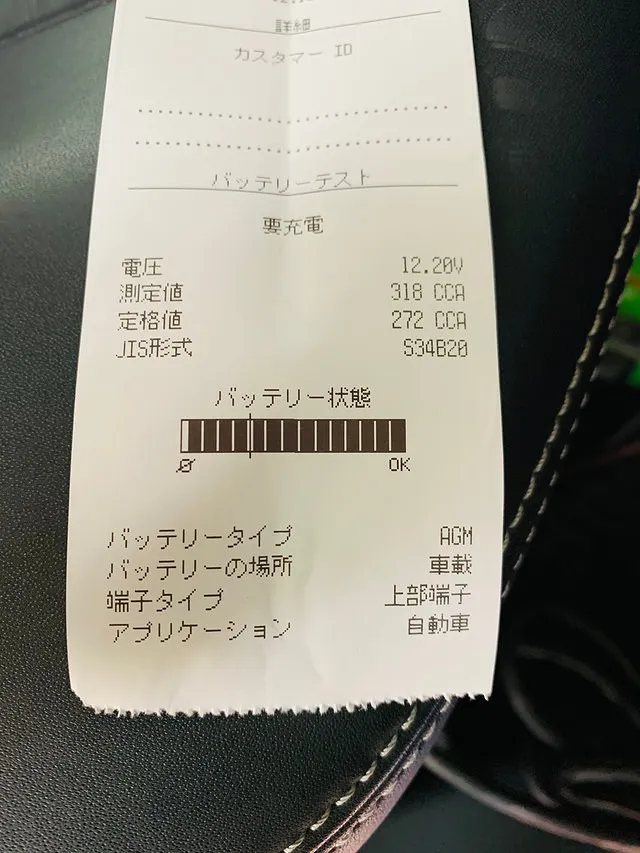 詳細
カスタマー ID
バッテリーテスト
要充電
電圧 12.20V
測定値 318 CCA
定格値 272 CCA
JIS形式 S34B20
バッテリー状態
0 OK
バッテリータイプ AGM
バッテリーの場所 車載
端子タイプ 上部端子
アプリケーション 自動車